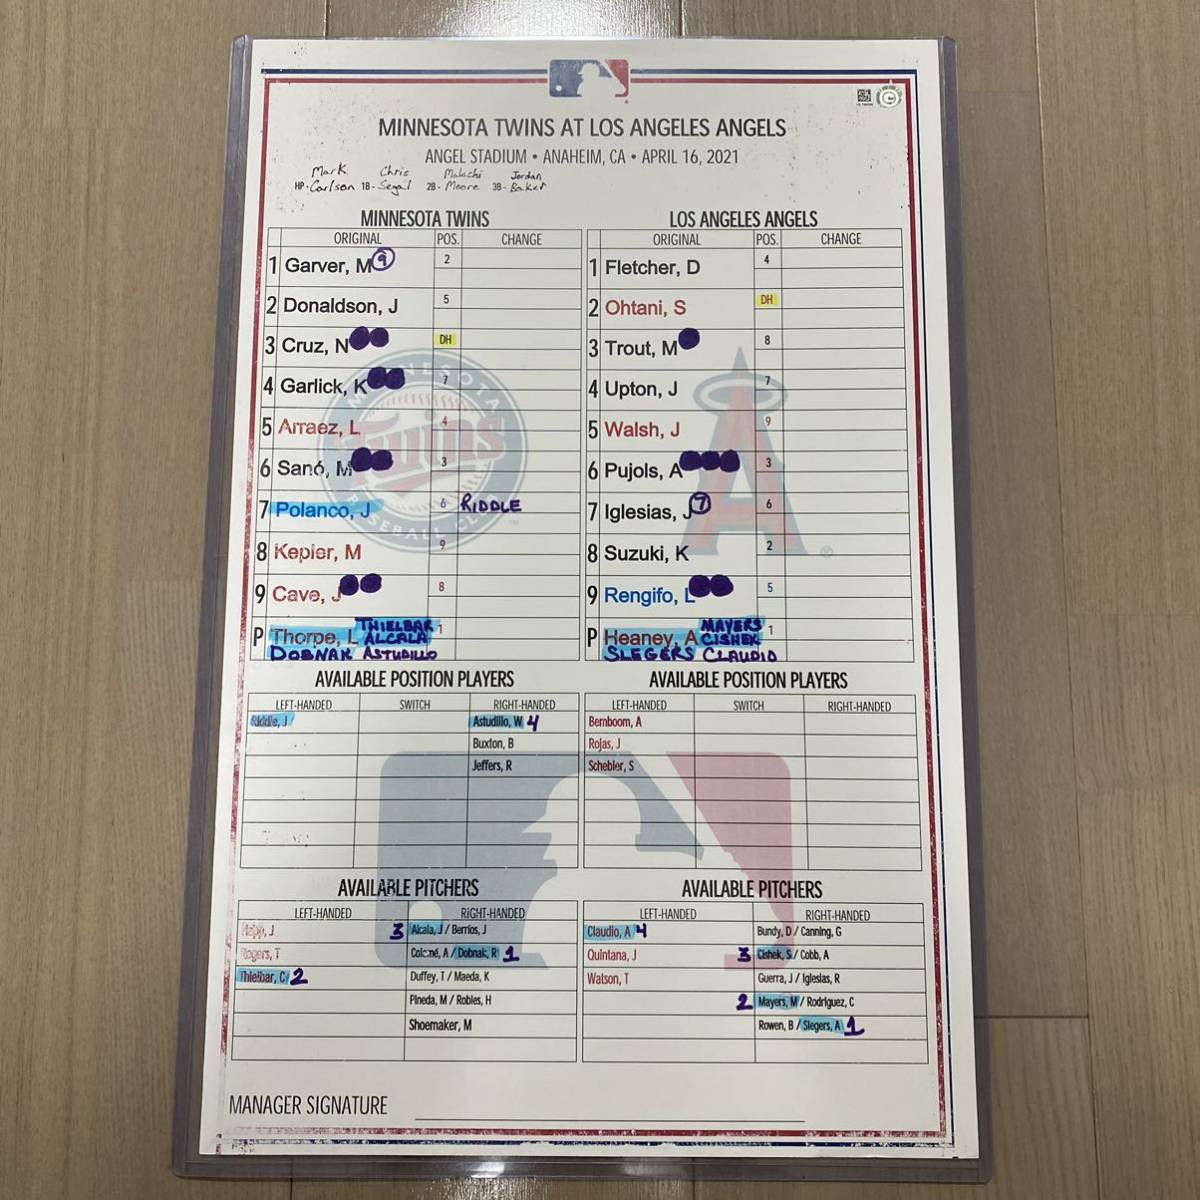 MINNESOTA TWINS AT LOS ANGELES ANGELS
ANGEL STADIUM • ANAHEIM, CA • APRIL 16, 2021
Mark Chris Malachi Jordan
HP - Carlson 1B - Segal 2B - Moore 3B - Baker
MINNESOTA TWINS
ORIGINAL POS. CHANGE
1 Garver, M 9 2
2 Donaldson, J 5
3 Cruz, N DH
4 Garlick, K 7
5 Arraez, L 4
6 Sanó, M 3
7 Polanco, J 6 RIDDLE
8 Kepler, M 9
9 Cave, J 8
P Thorpe, L THIELBAR ALCALA 1
DOBNAK ASTUDILLO
LOS ANGELES ANGELS
ORIGINAL POS. CHANGE
1 Fletcher, D 4
2 Ohtani, S DH
3 Trout, M 8
4 Upton, J 7
5 Walsh, J 9
6 Pujols, A 3
7 Iglesias, J 7 6
8 Suzuki, K 2
9 Rengifo, L 5
P Heaney, A MAYERS CISHEK 1
SLEGERS CLAUDIO
MINNESOTA
Twins
BASEBALL CLUB
A
AVAILABLE POSITION PLAYERS
LEFT-HANDED SWITCH RIGHT-HANDED
Riddle, J Astudillo, W 4
Buxton, B
Jeffers, R
AVAILABLE POSITION PLAYERS
LEFT-HANDED SWITCH RIGHT-HANDED
Bemboom, A
Rojas, J
Schebler, S
AVAILABLE PITCHERS
LEFT-HANDED RIGHT-HANDED
Happ, J 3 Alcala, J / Berríos, J
Rogers, T Colomé, A / Dobnak, R 1
Thielbar, C 2 Duffey, T / Maeda, K
Pineda, M / Robles, H
Shoemaker, M
AVAILABLE PITCHERS
LEFT-HANDED RIGHT-HANDED
Claudio, A 4 Bundy, D / Canning, G
Quintana, J 3 Cishek, S / Cobb, A
Watson, T Guerra, J / Iglesias, R
2 Mayers, M / Rodriguez, C
Rowen, B / Slegers, A 1
MANAGER SIGNATURE